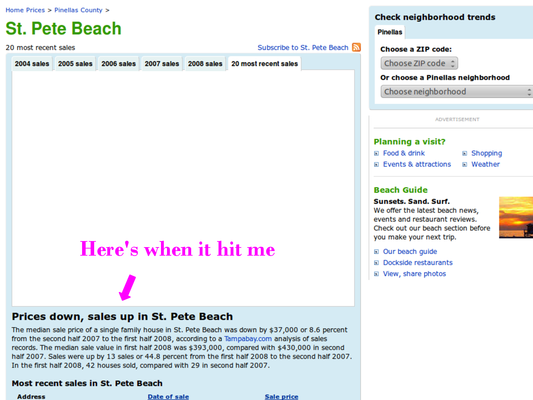 Home Prices > Pinellas County >
St. Pete Beach
20 most recent sales
Subscribe to St. Pete Beach
2004 sales
2005 sales
2006 sales
2007 sales
2008 sales
20 most recent sales
Here's when it hit me
Prices down, sales up in St. Pete Beach
The median sale price of a single family house in St. Pete Beach was down by $37,000 or 8.6 percent
from the second half 2007 to the first half 2008, according to a Tampabay.com analysis of sales
records. The median sale value in first half 2008 was $393,000, compared with $430,000 in second
half 2007. Sales were up by 13 sales or 44.8 percent from the first half 2008 to the second half 2007.
In the first half 2008, 42 houses sold, compared with 29 in second half 2007.
Most recent sales in St. Pete Beach
Address
Date of sale
Sale price
Check neighborhood trends
Pinellas
Choose a ZIP code:
Choose ZIP code
Or choose a Pinellas neighborhood
Choose neighborhood
ADVERTISEMENT
Planning a visit?
Food & drink
Shopping
Events & attractions
Weather
Beach Guide
Sunsets. Sand. Surf.
We offer the latest beach news,
events and restaurant reviews.
Check out our beach section before
you make your next trip.
Our beach guide
Dockside restaurants
View, share photos